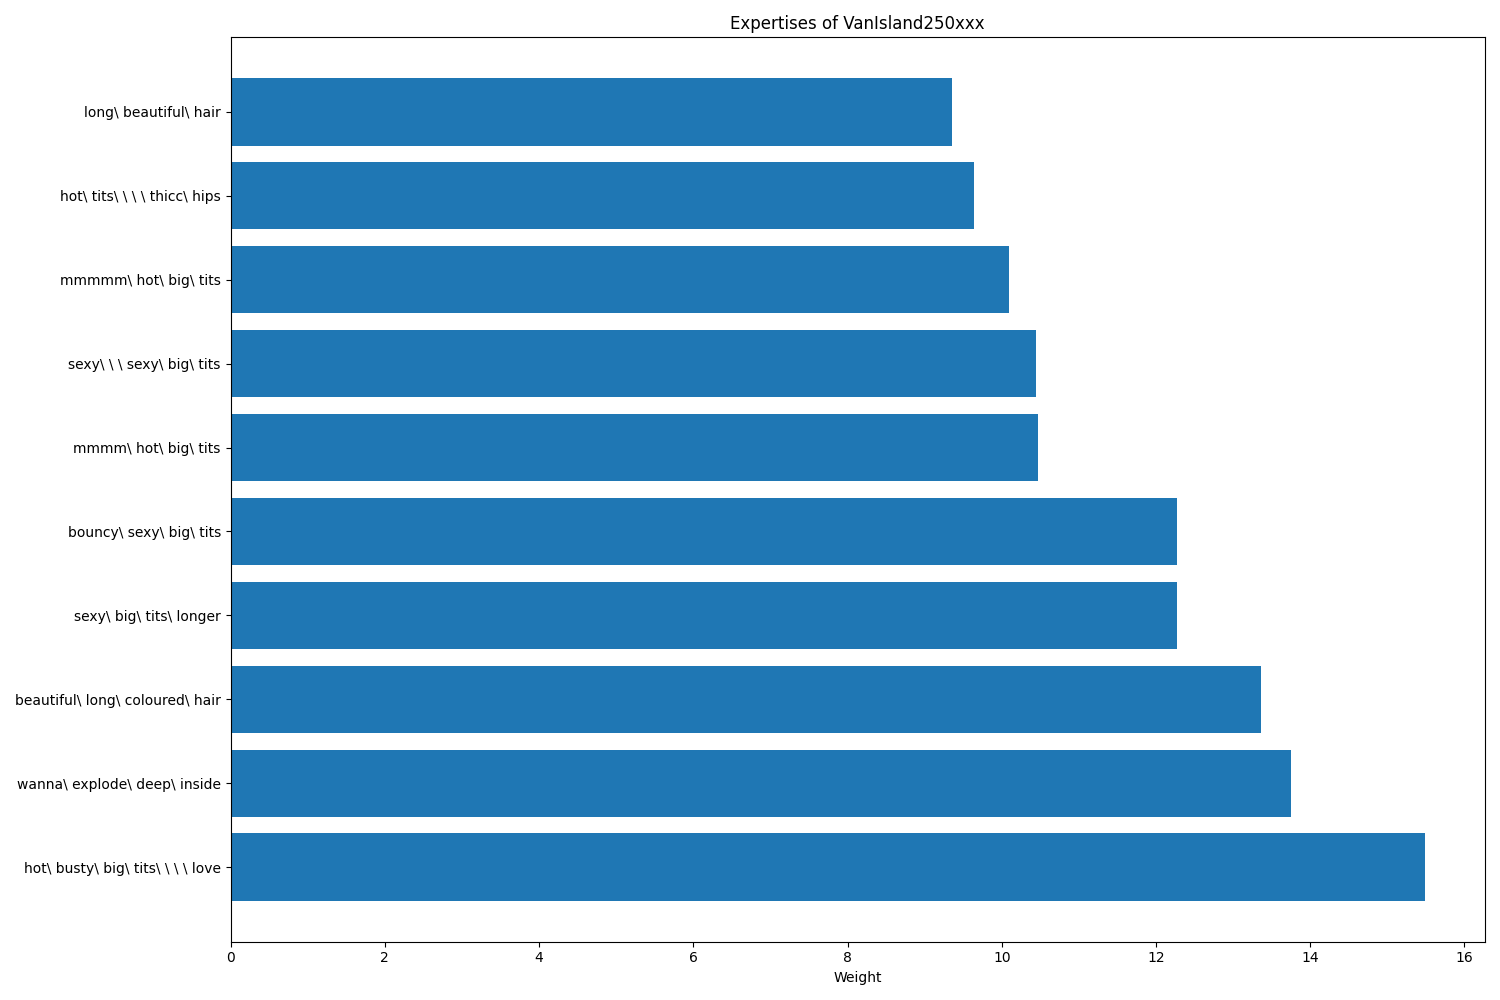 Expertises of VanIsland250xxx
long\ beautiful\ hair
hot\ tits\ \ \ \ thicc\ hips
mmmmm\ hot\ big\ tits
sexy\ \ \ sexy\ big\ tits
mmmm\ hot\ big\ tits
bouncy\ sexy\ big\ tits
sexy\ big\ tits\ longer
beautiful\ long\ coloured\ hair
wanna\ explode\ deep\ inside
hot\ busty\ big\ tits\ \ \ \ love
0 2 4 6 8 10 12 14 16
Weight